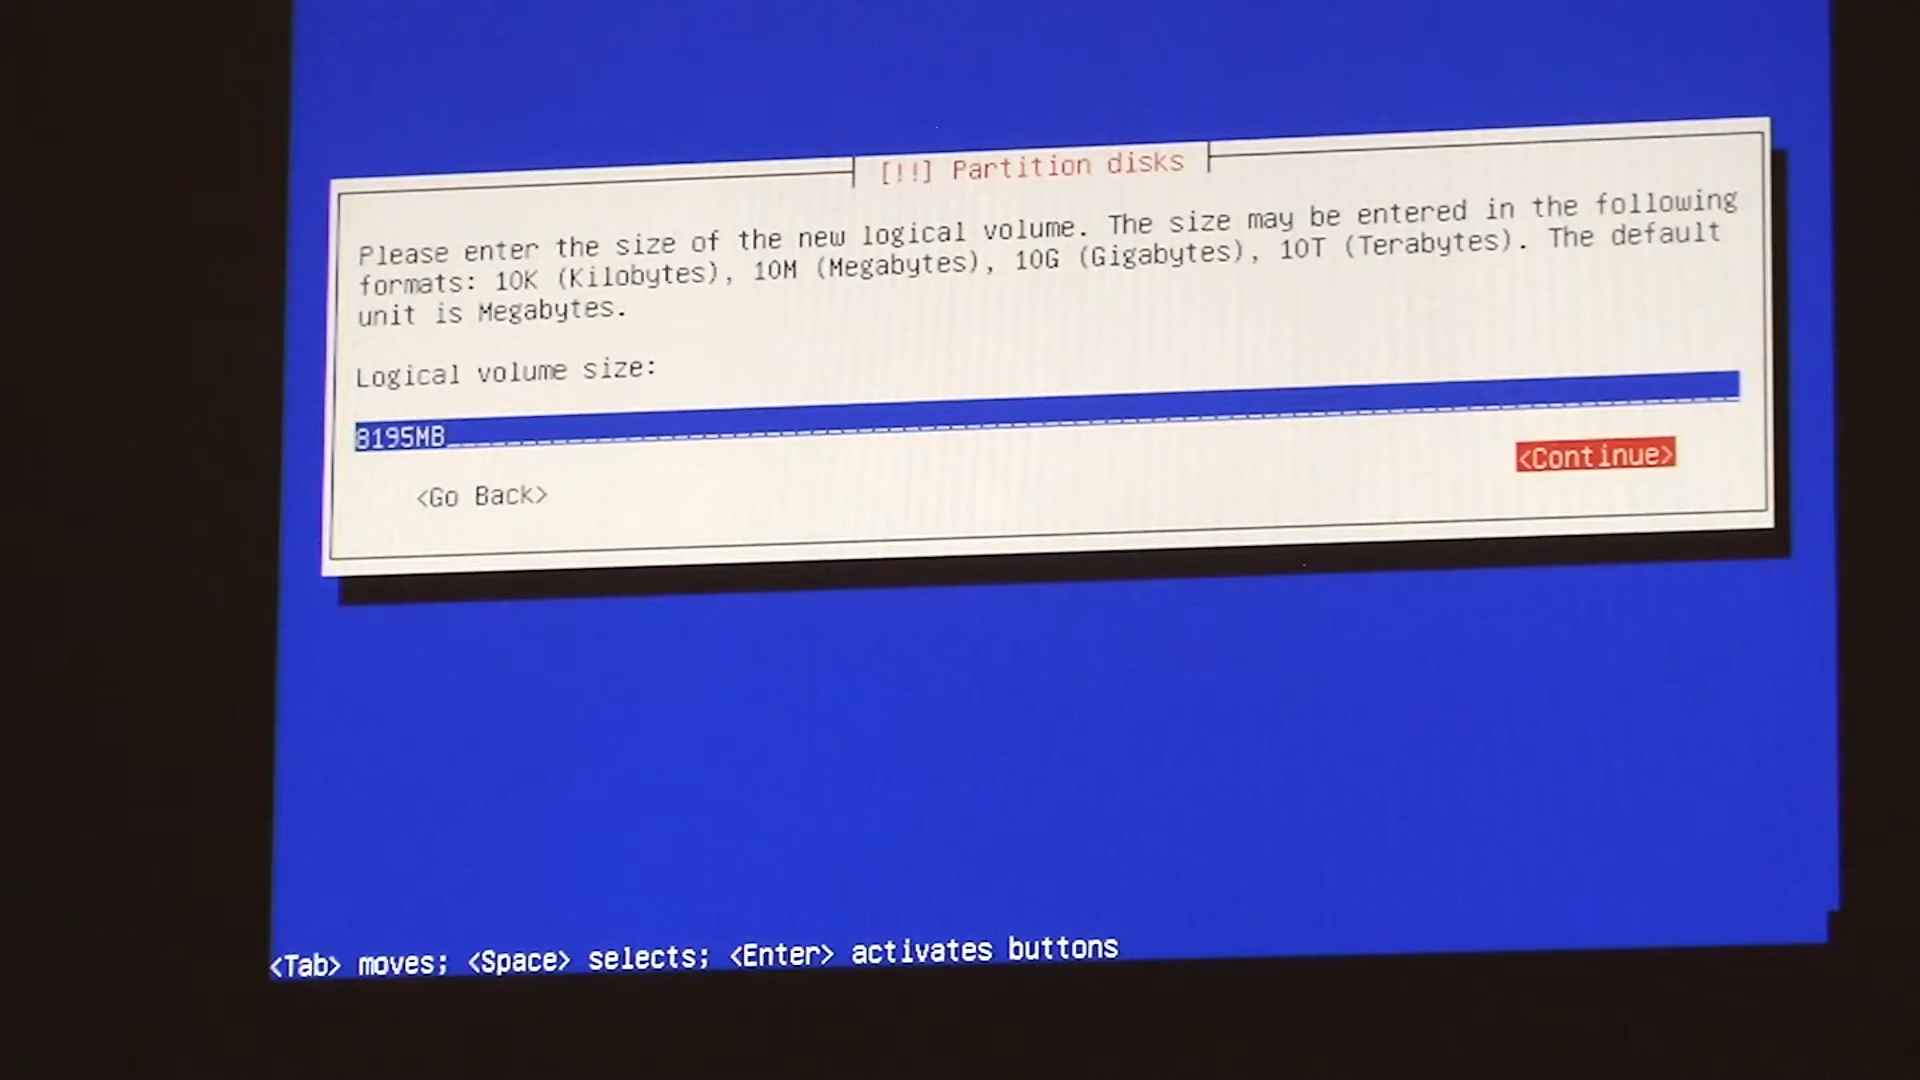 [!!] Partition disks
Please enter the size of the new logical volume. The size may be entered in the following
formats: 10K (Kilobytes), 10M (Megabytes), 10G (Gigabytes), 10T (Terabytes). The default
unit is Megabytes.
Logical volume size:
8195MB
<Go Back>
<Continue>
<Tab> moves; <Space> selects; <Enter> activates buttons